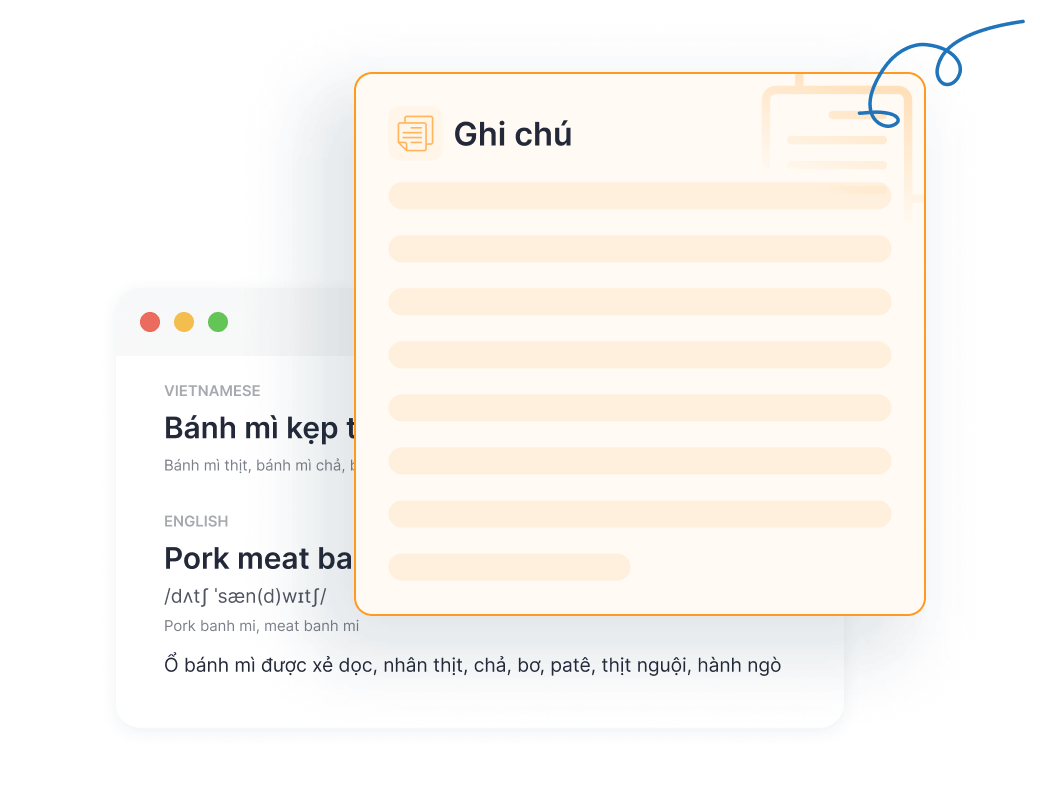 Ghi chú
VIETNAMESE
Bánh mì kẹp
Bánh mì thịt, bánh mì chả,
ENGLISH
Pork meat ba
/dʌtʃ ˈsæn(d)wɪtʃ/
Pork banh mi, meat banh mi
Ổ bánh mì được xẻ dọc, nhân thịt, chả, bơ, patê, thịt nguội, hành ngò